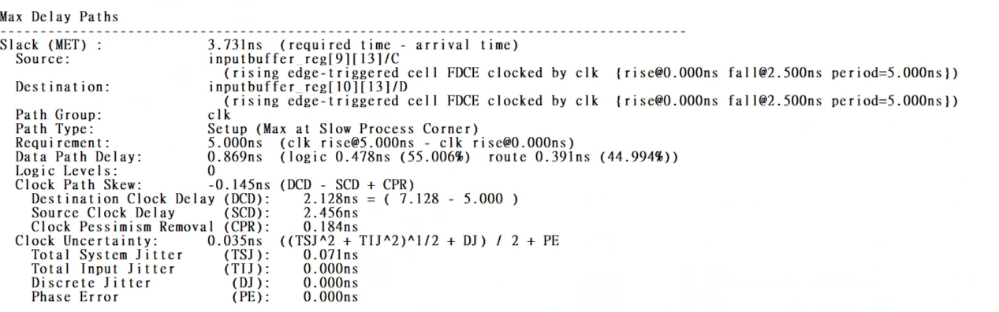 Max Delay Paths
--------------------------------------------------------------------------------------
Slack (MET) :             3.731ns  (required time - arrival time)
  Source:                 inputbuffer_reg[9][13]/C
                            (rising edge-triggered cell FDCE clocked by clk  {rise@0.000ns fall@2.500ns period=5.000ns})
  Destination:            inputbuffer_reg[10][13]/D
                            (rising edge-triggered cell FDCE clocked by clk  {rise@0.000ns fall@2.500ns period=5.000ns})
  Path Group:             clk
  Path Type:              Setup (Max at Slow Process Corner)
  Requirement:            5.000ns  (clk rise@5.000ns - clk rise@0.000ns)
  Data Path Delay:        0.869ns  (logic 0.478ns (55.006%)  route 0.391ns (44.994%))
  Logic Levels:           0
  Clock Path Skew:        -0.145ns (DCD - SCD + CPR)
    Destination Clock Delay (DCD):    2.128ns = ( 7.128 - 5.000 )
    Source Clock Delay      (SCD):    2.456ns
    Clock Pessimism Removal (CPR):    0.184ns
  Clock Uncertainty:      0.035ns  ((TSJ^2 + TIJ^2)^1/2 + DJ) / 2 + PE
    Total System Jitter     (TSJ):    0.071ns
    Total Input Jitter      (TIJ):    0.000ns
    Discrete Jitter          (DJ):    0.000ns
    Phase Error              (PE):    0.000ns